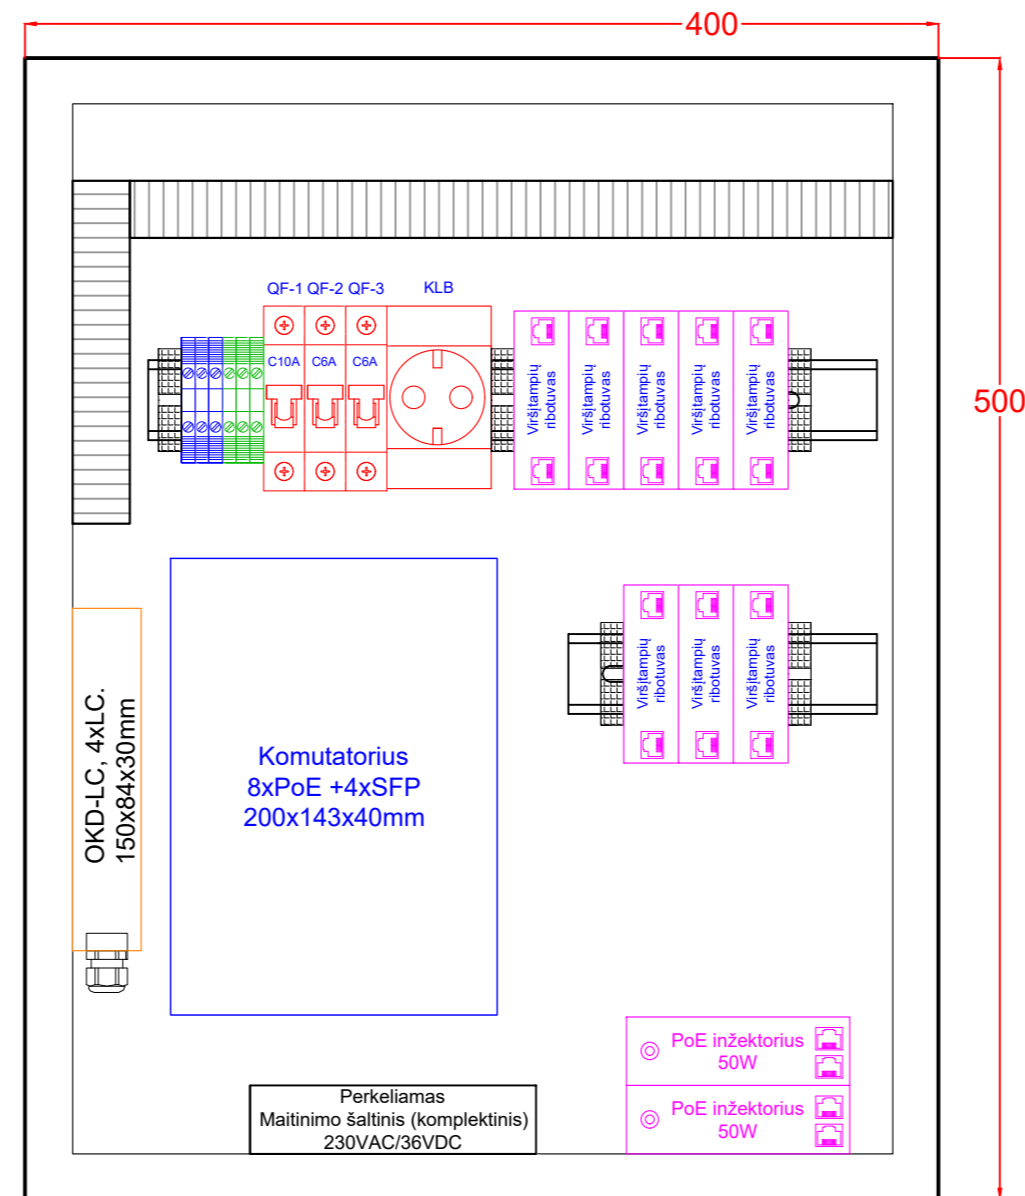 400
500
QF-1 QF-2 QF-3 KLB
C10A C6A C6A
Viršįtampių
ribotuvas
Viršįtampių
ribotuvas
Viršįtampių
ribotuvas
Viršįtampių
ribotuvas
Viršįtampių
ribotuvas
Viršįtampių
ribotuvas
Viršįtampių
ribotuvas
Viršįtampių
ribotuvas
OKD-LC, 4xLC.
150x84x30mm
Komutatorius
8xPoE +4xSFP
200x143x40mm
PoE inžektorius
50W
PoE inžektorius
50W
Perkeliamas
Maitinimo šaltinis (komplektinis)
230VAC/36VDC